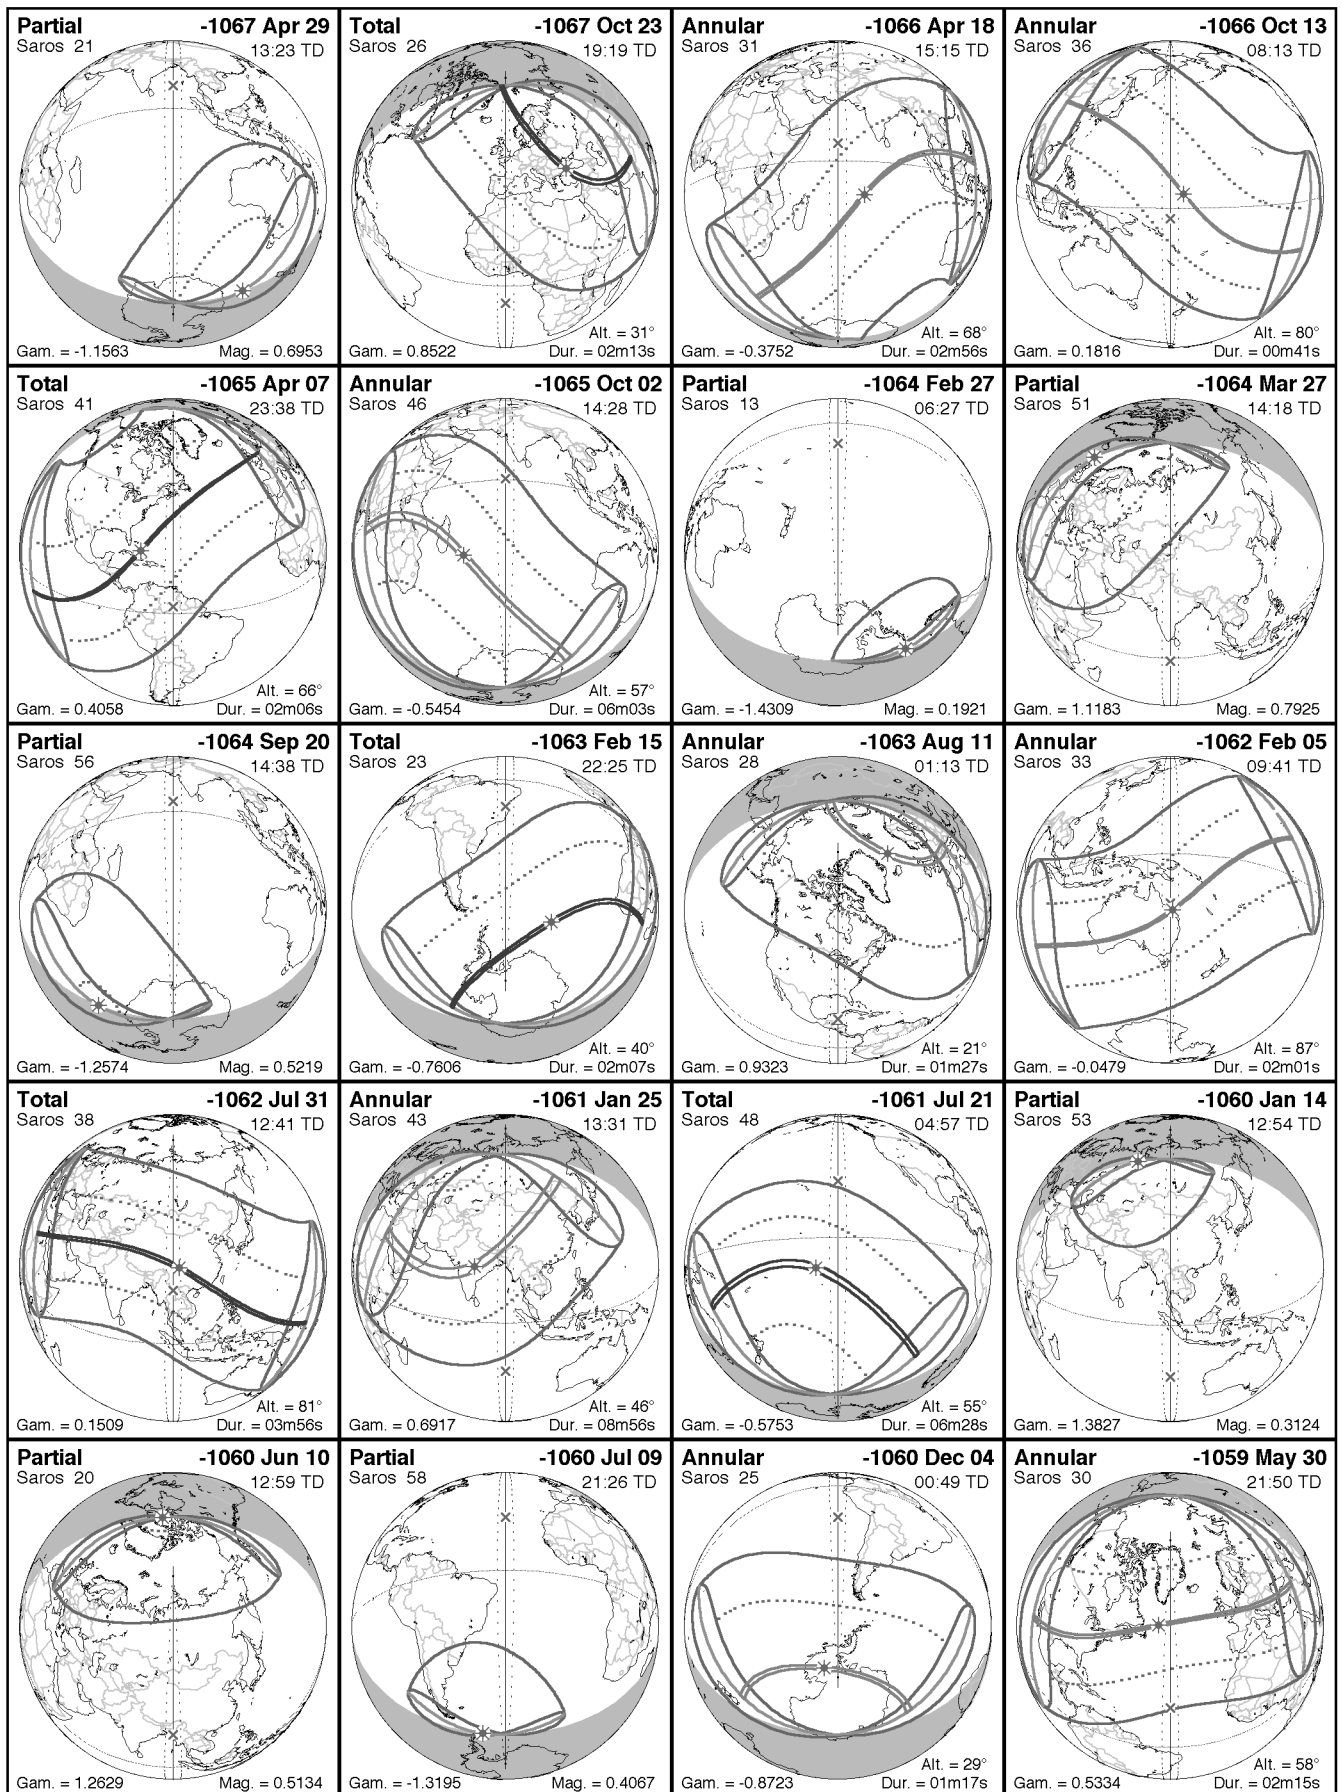 Partial -1067 Apr 29
Saros 21 13:23 TD
Gam. = -1.1563 Mag. = 0.6953
Total -1067 Oct 23
Saros 26 19:19 TD
Alt. = 31°
Gam. = 0.8522 Dur. = 02m13s
Annular -1066 Apr 18
Saros 31 15:15 TD
Alt. = 68°
Gam. = -0.3752 Dur. = 02m56s
Annular -1066 Oct 13
Saros 36 08:13 TD
Alt. = 80°
Gam. = 0.1816 Dur. = 00m41s
Total -1065 Apr 07
Saros 41 23:38 TD
Alt. = 66°
Gam. = 0.4058 Dur. = 02m06s
Annular -1065 Oct 02
Saros 46 14:28 TD
Alt. = 57°
Gam. = -0.5454 Dur. = 06m03s
Partial -1064 Feb 27
Saros 13 06:27 TD
Gam. = -1.4309 Mag. = 0.1921
Partial -1064 Mar 27
Saros 51 14:18 TD
Gam. = 1.1183 Mag. = 0.7925
Partial -1064 Sep 20
Saros 56 14:38 TD
Gam. = -1.2574 Mag. = 0.5219
Total -1063 Feb 15
Saros 23 22:25 TD
Alt. = 40°
Gam. = -0.7606 Dur. = 02m07s
Annular -1063 Aug 11
Saros 28 01:13 TD
Alt. = 21°
Gam. = 0.9323 Dur. = 01m27s
Annular -1062 Feb 05
Saros 33 09:41 TD
Alt. = 87°
Gam. = -0.0479 Dur. = 02m01s
Total -1062 Jul 31
Saros 38 12:41 TD
Alt. = 81°
Gam. = 0.1509 Dur. = 03m56s
Annular -1061 Jan 25
Saros 43 13:31 TD
Alt. = 46°
Gam. = 0.6917 Dur. = 08m56s
Total -1061 Jul 21
Saros 48 04:57 TD
Alt. = 55°
Gam. = -0.5753 Dur. = 06m28s
Partial -1060 Jan 14
Saros 53 12:54 TD
Gam. = 1.3827 Mag. = 0.3124
Partial -1060 Jun 10
Saros 20 12:59 TD
Gam. = 1.2629 Mag. = 0.5134
Partial -1060 Jul 09
Saros 58 21:26 TD
Gam. = -1.3195 Mag. = 0.4067
Annular -1060 Dec 04
Saros 25 00:49 TD
Alt. = 29°
Gam. = -0.8723 Dur. = 01m17s
Annular -1059 May 30
Saros 30 21:50 TD
Alt. = 58°
Gam. = 0.5334 Dur. = 02m15s